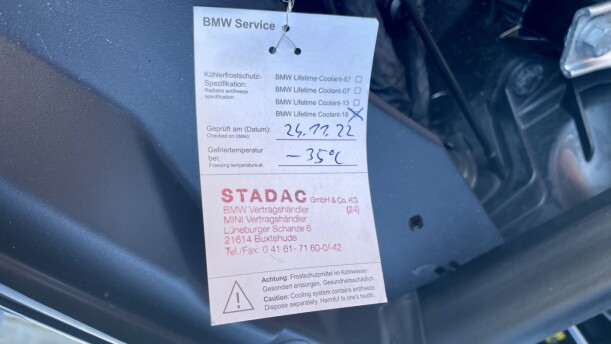 BMW Service
Kühlerfrostschutz-
Spezifikation:
Radiator antifreeze
specification:
BMW Lifetime Coolant-87
BMW Lifetime Coolant-07
BMW Lifetime Coolant-13
BMW Lifetime Coolant-18
Geprüft am (Datum): 24.11.22
Checked on (date):
Gefriertemperatur
bei: -35°C
Freezing temperature at:
STADAC GmbH & Co. KG
BMW Vertragshändler (24)
MINI Vertragshändler
Lüneburger Schanze 6
21614 Buxtehude
Tel./Fax: 0 41 61- 71 60-0/-42
Achtung: Frostschutzmittel im Kühlwasser.
Gesondert entsorgen. Gesundheitsschädlich.
Caution: Cooling system contains antifreeze
Dispose separately. Harmful to one's health.